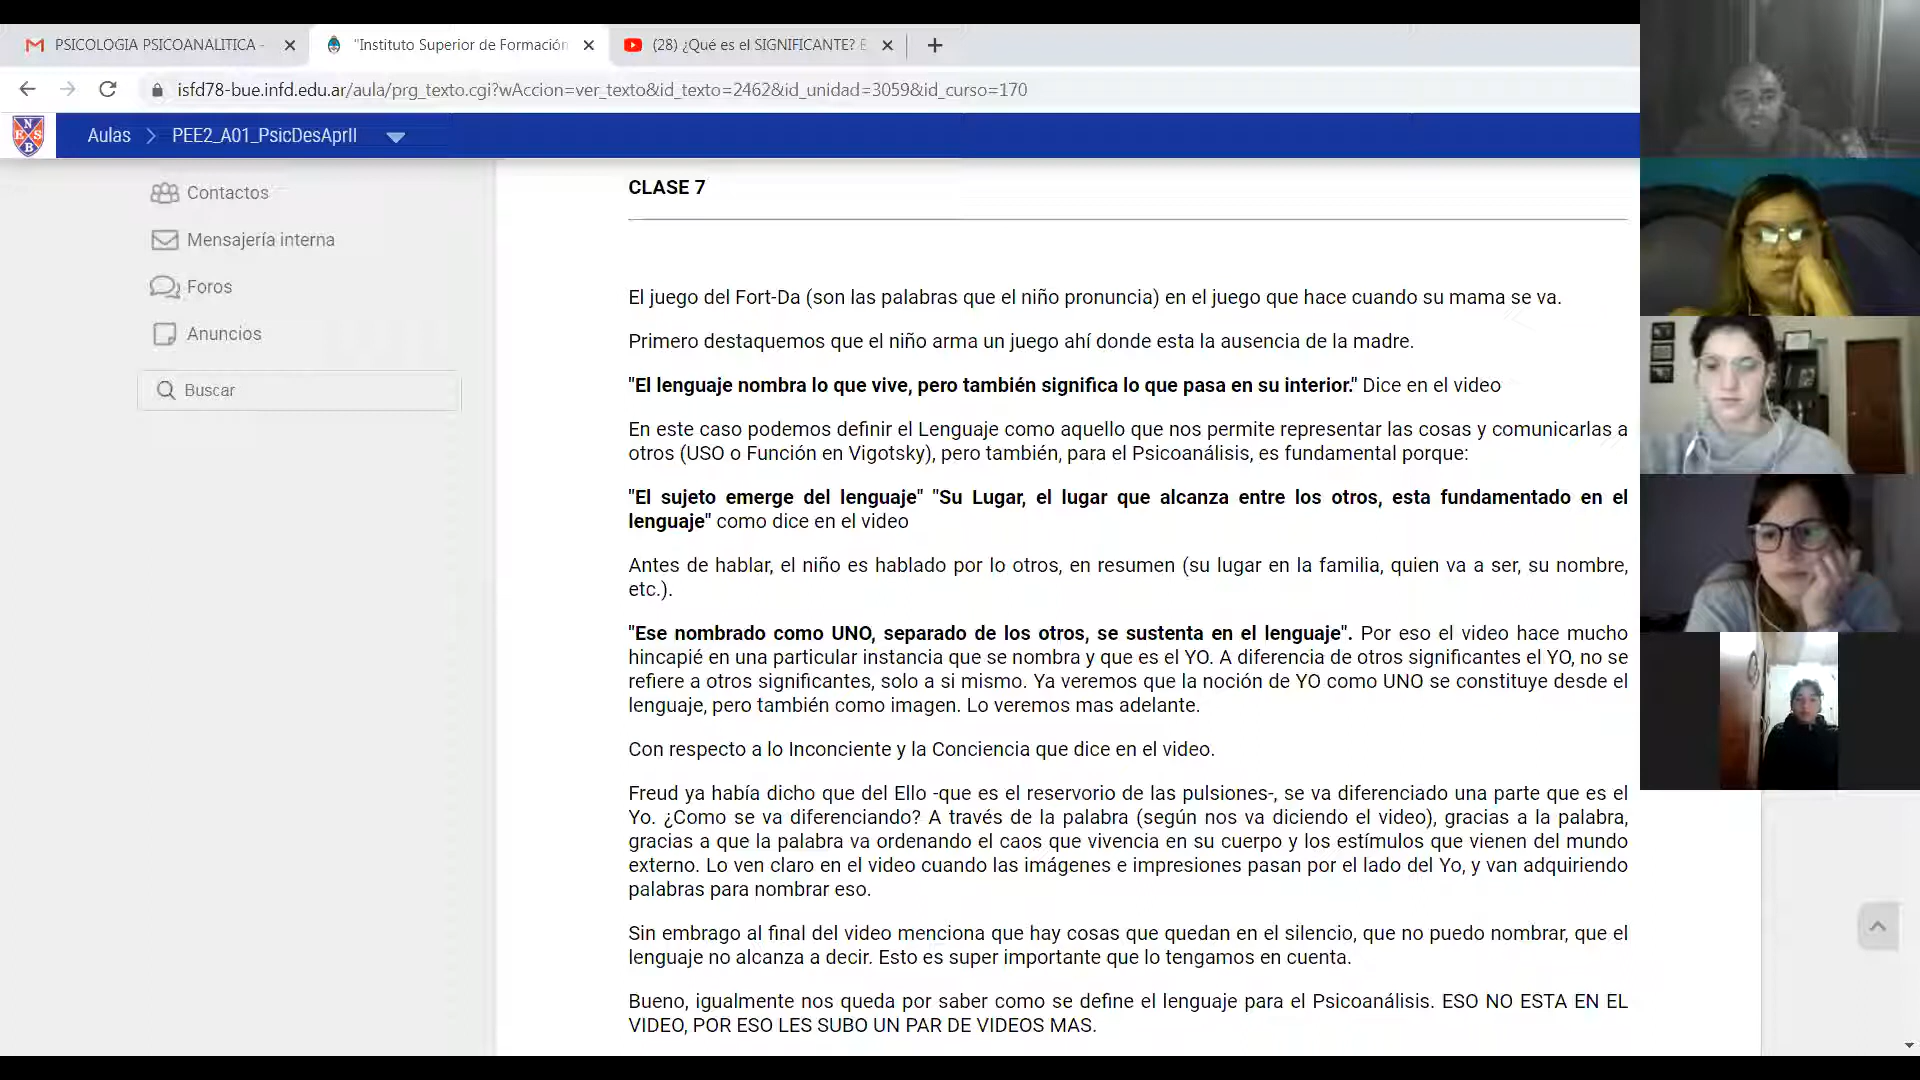 PSICOLOGIA PSICOANALITICA -
"Instituto Superior de Formación
(28) ¿Qué es el SIGNIFICANTE? E
isfd78-bue.infd.edu.ar/aula/prg_texto.cgi?wAccion=ver_texto&id_texto=2462&id_unidad=3059&id_curso=170
N
E S
B
Aulas
PEE2_A01_PsicDesAprII
Contactos
Mensajería interna
Foros
Anuncios
Buscar
CLASE 7
El juego del Fort-Da (son las palabras que el niño pronuncia) en el juego que hace cuando su mama se va.
Primero destaquemos que el niño arma un juego ahí donde esta la ausencia de la madre.
"El lenguaje nombra lo que vive, pero también significa lo que pasa en su interior." Dice en el video
En este caso podemos definir el Lenguaje como aquello que nos permite representar las cosas y comunicarlas a
otros (USO o Función en Vigotsky), pero también, para el Psicoanálisis, es fundamental porque:
"El sujeto emerge del lenguaje" "Su Lugar, el lugar que alcanza entre los otros, esta fundamentado en el
lenguaje" como dice en el video
Antes de hablar, el niño es hablado por lo otros, en resumen (su lugar en la familia, quien va a ser, su nombre,
etc.).
"Ese nombrado como UNO, separado de los otros, se sustenta en el lenguaje". Por eso el video hace mucho
hincapié en una particular instancia que se nombra y que es el YO. A diferencia de otros significantes el YO, no se
refiere a otros significantes, solo a si mismo. Ya veremos que la noción de YO como UNO se constituye desde el
lenguaje, pero también como imagen. Lo veremos mas adelante.
Con respecto a lo Inconciente y la Conciencia que dice en el video.
Freud ya había dicho que del Ello -que es el reservorio de las pulsiones-, se va diferenciado una parte que es el
Yo. ¿Como se va diferenciando? A través de la palabra (según nos va diciendo el video), gracias a la palabra,
gracias a que la palabra va ordenando el caos que vivencia en su cuerpo y los estímulos que vienen del mundo
externo. Lo ven claro en el video cuando las imágenes e impresiones pasan por el lado del Yo, y van adquiriendo
palabras para nombrar eso.
Sin embrago al final del video menciona que hay cosas que quedan en el silencio, que no puedo nombrar, que el
lenguaje no alcanza a decir. Esto es super importante que lo tengamos en cuenta.
Bueno, igualmente nos queda por saber como se define el lenguaje para el Psicoanálisis. ESO NO ESTA EN EL
VIDEO, POR ESO LES SUBO UN PAR DE VIDEOS MAS.